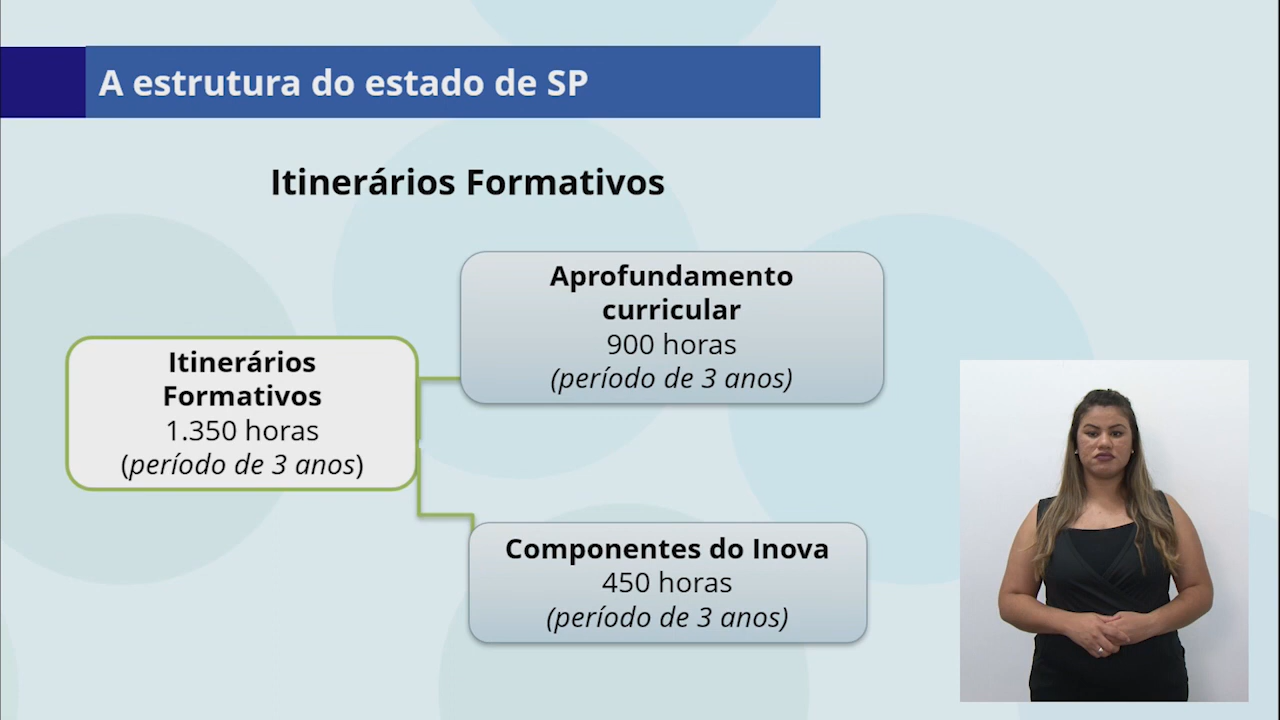 A estrutura do estado de SP
Itinerários Formativos
Itinerários
Formativos
1.350 horas
(período de 3 anos)
Aprofundamento
curricular
900 horas
(período de 3 anos)
Componentes do Inova
450 horas
(período de 3 anos)